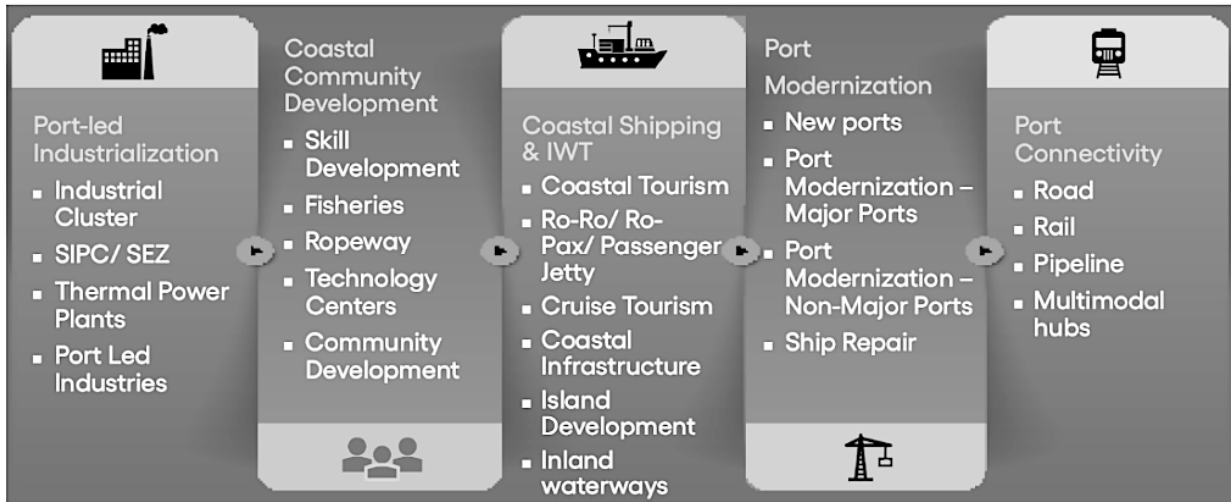 Port-led
Industrialization
▪ Industrial
Cluster
▪ SIPC/ SEZ
▪ Thermal Power
Plants
▪ Port Led
Industries
Coastal
Community
Development
▪ Skill
Development
▪ Fisheries
▪ Ropeway
▪ Technology
Centers
▪ Community
Development
Coastal Shipping
& IWT
▪ Coastal Tourism
▪ Ro-Ro/ Ro-
Pax/ Passenger
Jetty
▪ Cruise Tourism
▪ Coastal
Infrastructure
▪ Island
Development
▪ Inland
waterways
Port
Modernization
▪ New ports
▪ Port
Modernization –
Major Ports
▪ Port
Modernization –
Non-Major Ports
▪ Ship Repair
Port
Connectivity
▪ Road
▪ Rail
▪ Pipeline
▪ Multimodal
hubs